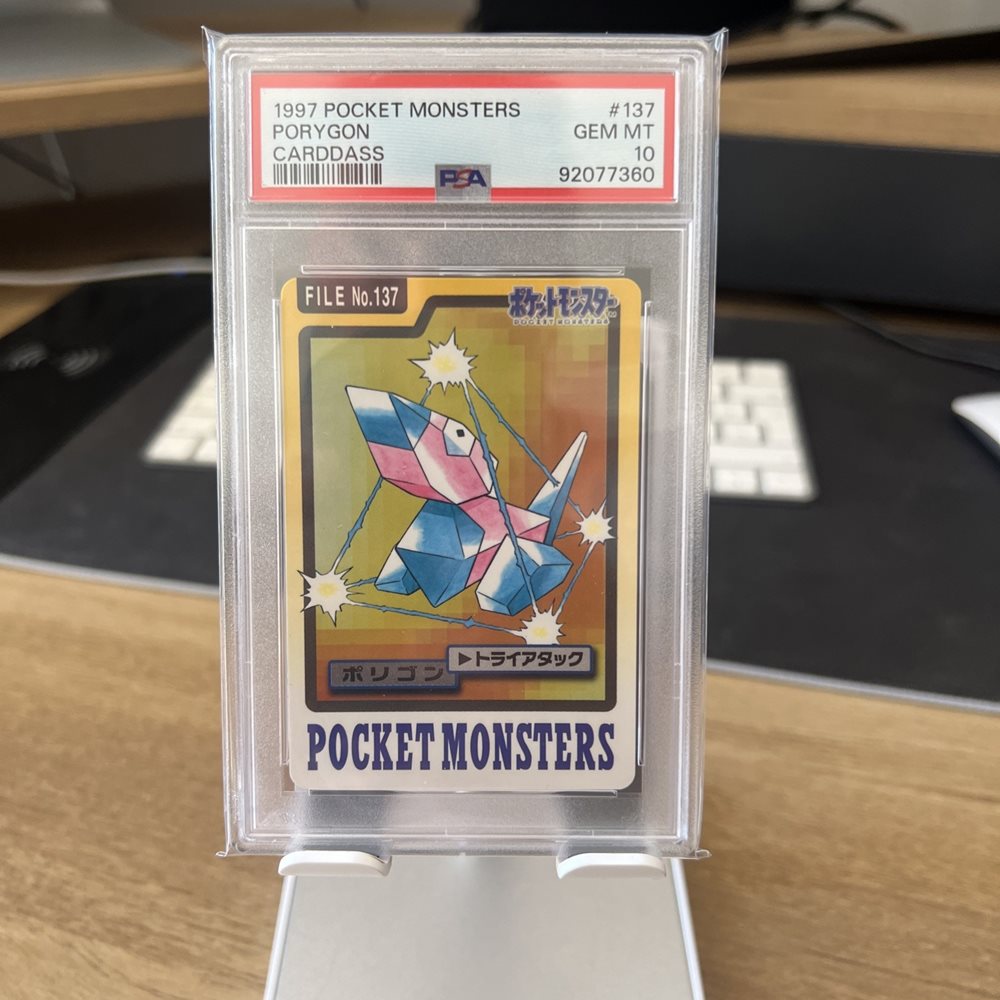 1997 POCKET MONSTERS #137
PORYGON GEM MT
CARDDASS 10
PSA 92077360
FILE No.137
ポケットモンスター
POCKET MONSTERS
▶トライアタック
ポリゴン
POCKET MONSTERS